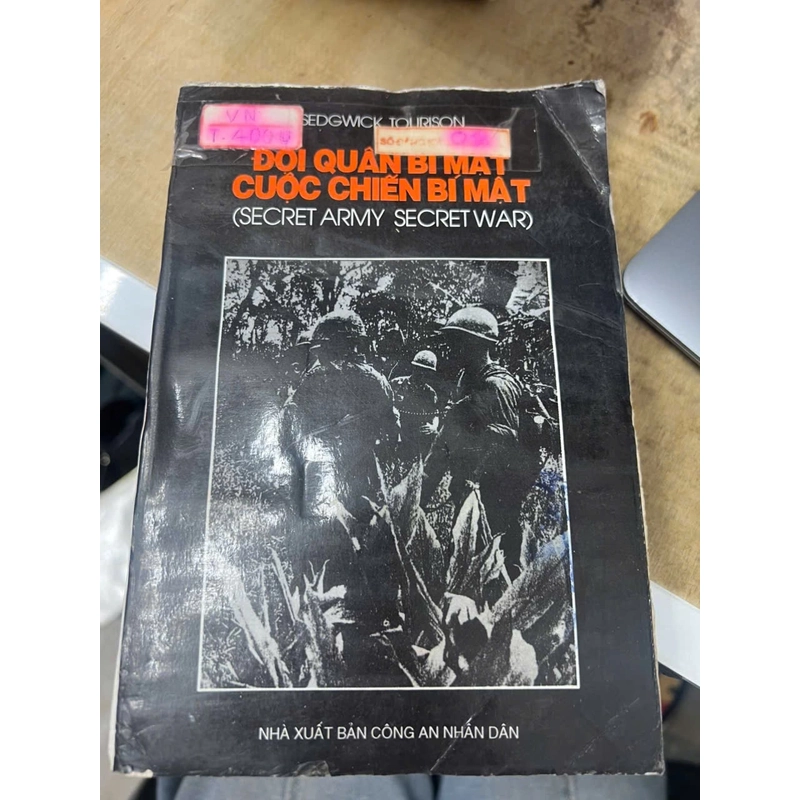 VN
SEDGWICK TOURISON
ĐỘI QUÂN BÍ MẬT
CUỘC CHIẾN BÍ MẬT
(SECRET ARMY SECRET WAR)
NHÀ XUẤT BẢN CÔNG AN NHÂN DÂN